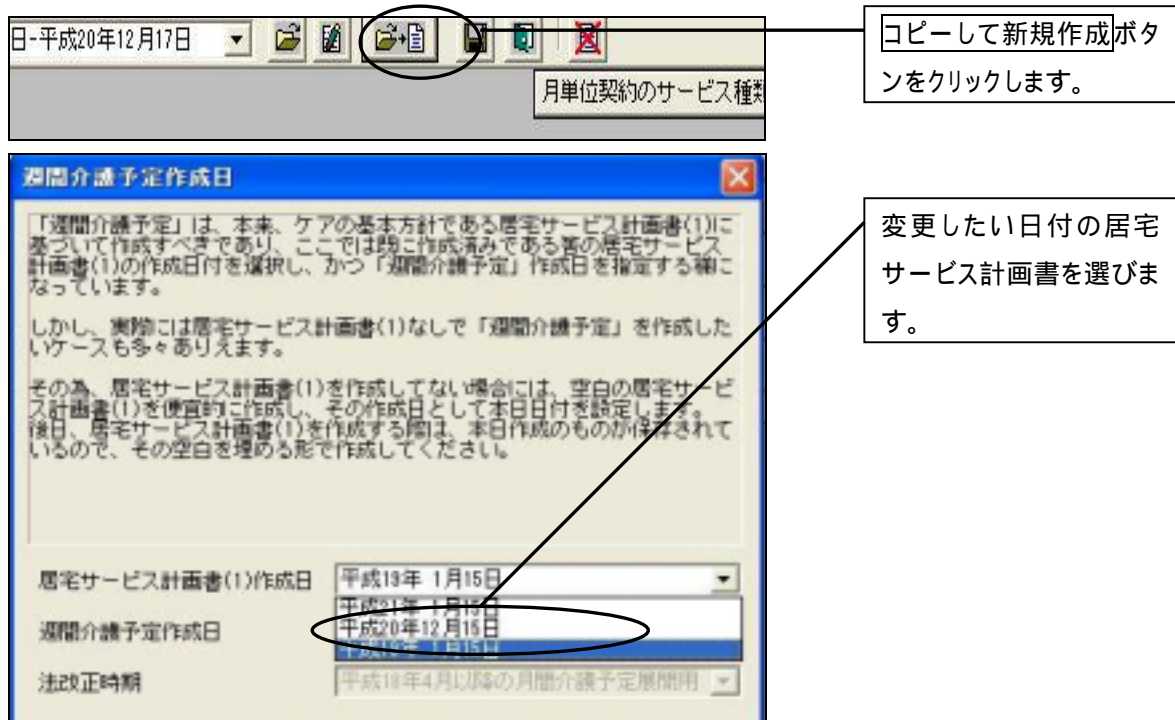 日-平成20年12月17日
コピーして新規作成ボタ
ンをクリックします。
月単位契約のサービス種類
週間介護予定作成日
「週間介護予定」は、本来、ケアの基本方針である居宅サービス計画書(1)に
基づいて作成すべきであり、ここでは既に作成済みである筈の居宅サービス
計画書(1)の作成日付を選択し、かつ「週間介護予定」作成日を指定する様に
なっています。
しかし、実際には居宅サービス計画書(1)なしで「週間介護予定」を作成した
いケースも多々ありえます。
その為、居宅サービス計画書(1)を作成してない場合には、空白の居宅サービ
ス計画書(1)を便宜的に作成し、その作成日として本日日付を設定します。
後日、居宅サービス計画書(1)を作成する際は、本日作成のものが保存されて
いるので、その空白を埋める形で作成してください。
変更したい日付の居宅
サービス計画書を選びま
す。
居宅サービス計画書(1)作成日
平成19年 1月15日
平成21年 1月15日
週間介護予定作成日
平成20年12月15日
平成19年 1月15日
法改正時期
平成18年4月以降の月間介護予定展開用